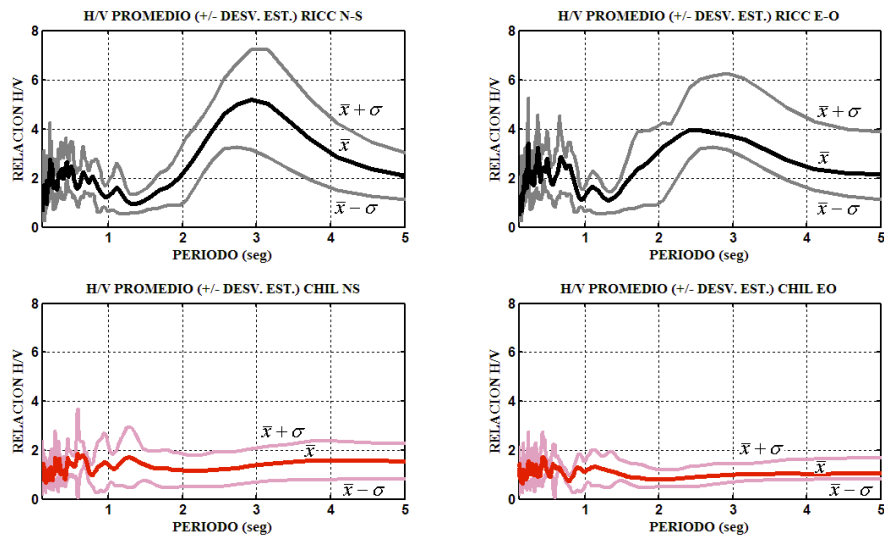 H/V PROMEDIO (+/- DESV. EST.) RICC N-S
8
6
4
2
0
RELACION H/V
x̅ + σ
x̅
x̅ − σ
1 2 3 4 5
PERIODO (seg)
H/V PROMEDIO (+/- DESV. EST.) RICC E-O
8
6
4
2
0
RELACION H/V
x̅ + σ
x̅
x̅ − σ
1 2 3 4 5
PERIODO (seg)
H/V PROMEDIO (+/- DESV. EST.) CHIL NS
8
6
4
2
0
RELACION H/V
x̅ + σ
x̅
x̅ − σ
1 2 3 4 5
PERIODO (seg)
H/V PROMEDIO (+/- DESV. EST.) CHIL EO
8
6
4
2
0
RELACION H/V
x̅ + σ
x̅
x̅ − σ
1 2 3 4 5
PERIODO (seg)